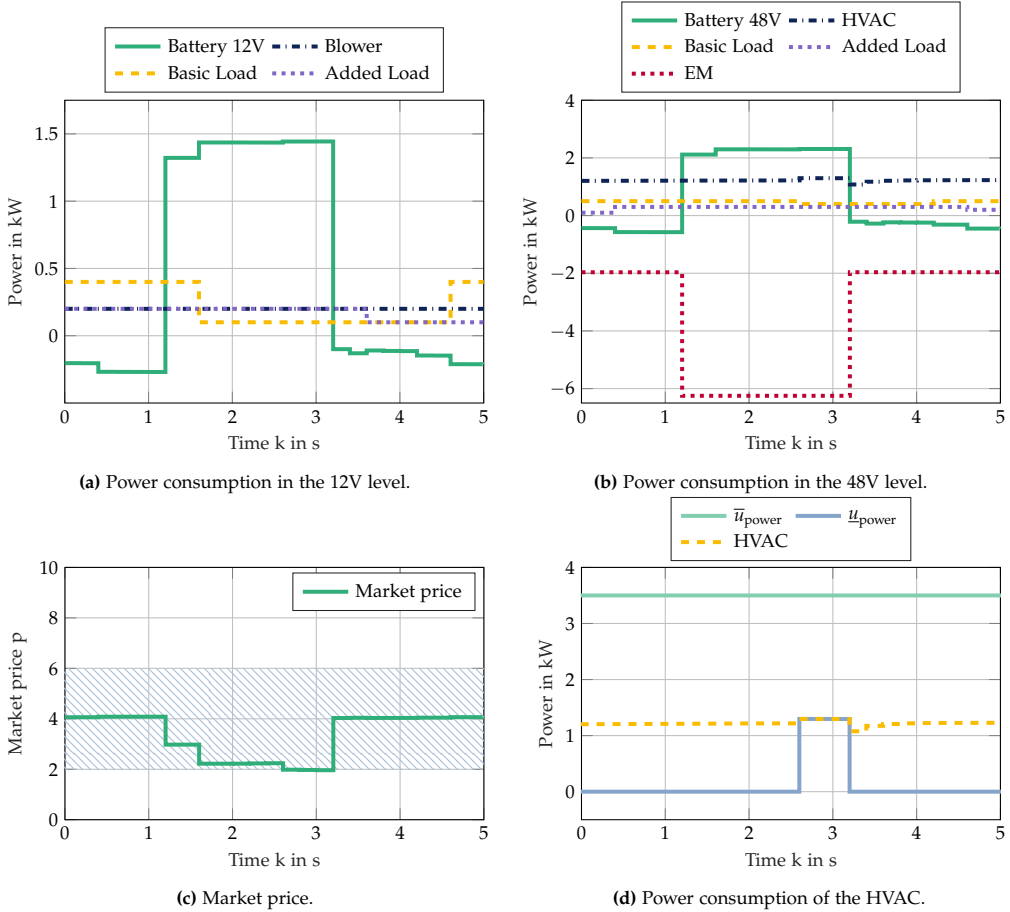 Battery 12V Blower
Basic Load Added Load
1.5
1
0.5
0
0 1 2 3 4 5
Power in kW
Time k in s
(a) Power consumption in the 12V level.
Battery 48V HVAC
Basic Load Added Load
EM
4
2
0
−2
−4
−6
0 1 2 3 4 5
Power in kW
Time k in s
(b) Power consumption in the 48V level.
Market price
10
8
6
4
2
0
0 1 2 3 4 5
Market price p
Time k in s
(c) Market price.
u̅power u̲power
HVAC
4
3
2
1
0
0 1 2 3 4 5
Power in kW
Time k in s
(d) Power consumption of the HVAC.